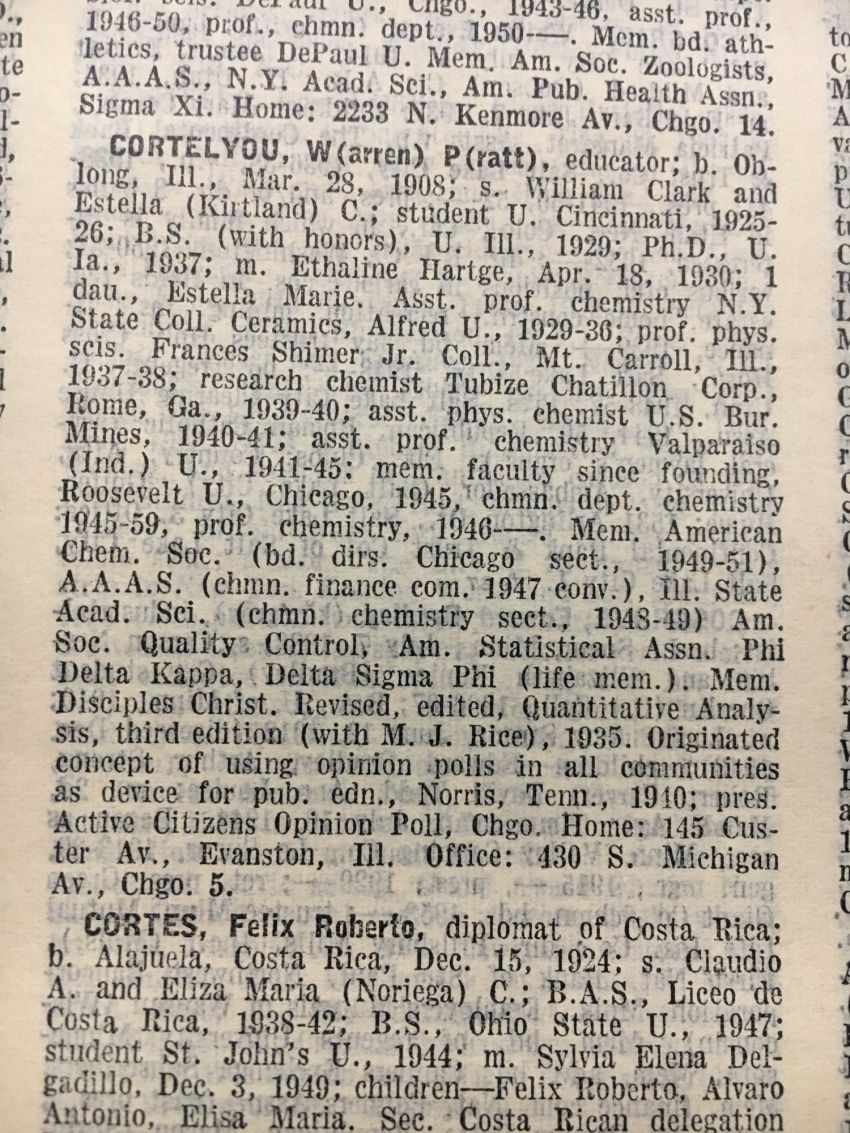 U., Chgo., 1943-46, asst. prof.,
1946-50, prof., chmn. dept., 1950——. Mem. bd. ath-
letics, trustee DePaul U. Mem. Am. Soc. Zoologists,
A.A.A.S., N.Y. Acad. Sci., Am. Pub. Health Assn.,
Sigma Xi. Home: 2233 N. Kenmore Av., Chgo. 14.
CORTELYOU, W(arren) P(ratt), educator; b. Ob-
long, Ill., Mar. 28, 1908; s. William Clark and
Estella (Kirtland) C.; student U. Cincinnati, 1925-
26; B.S. (with honors), U. Ill., 1929; Ph.D., U.
Ia., 1937; m. Ethaline Hartge, Apr. 18, 1930; 1
dau., Estella Marie. Asst. prof. chemistry N.Y.
State Coll. Ceramics, Alfred U., 1929-36; prof. phys.
scis. Frances Shimer Jr. Coll., Mt. Carroll, Ill.,
1937-38; research chemist Tubize Chatillon Corp.,
Rome, Ga., 1939-40; asst. phys. chemist U.S. Bur.
Mines, 1940-41; asst. prof. chemistry Valparaiso
(Ind.) U., 1941-45; mem. faculty since founding,
Roosevelt U., Chicago, 1945, chmn. dept. chemistry
1945-59, prof. chemistry, 1946——. Mem. American
Chem. Soc. (bd. dirs. Chicago sect., 1949-51),
A.A.A.S. (chmn. finance com. 1947 conv.), Ill. State
Acad. Sci. (chmn. chemistry sect., 1948-49) Am.
Soc. Quality Control, Am. Statistical Assn. Phi
Delta Kappa, Delta Sigma Phi (life mem.). Mem.
Disciples Christ. Revised, edited, Quantitative Analy-
sis, third edition (with M. J. Rice), 1935. Originated
concept of using opinion polls in all communities
as device for pub. edn., Norris, Tenn., 1940; pres.
Active Citizens Opinion Poll, Chgo. Home: 145 Cus-
ter Av., Evanston, Ill. Office: 430 S. Michigan
Av., Chgo. 5.
CORTES, Felix Roberto, diplomat of Costa Rica;
b. Alajuela, Costa Rica, Dec. 15, 1924; s. Claudio
A. and Eliza Maria (Noriega) C.; B.A.S., Liceo de
Costa Rica, 1938-42; B.S., Ohio State U., 1947;
student St. John's U., 1944; m. Sylvia Elena Del-
gadillo, Dec. 3, 1949; children—Felix Roberto, Alvaro
Antonio, Elisa Maria. Sec. Costa Rican delegation